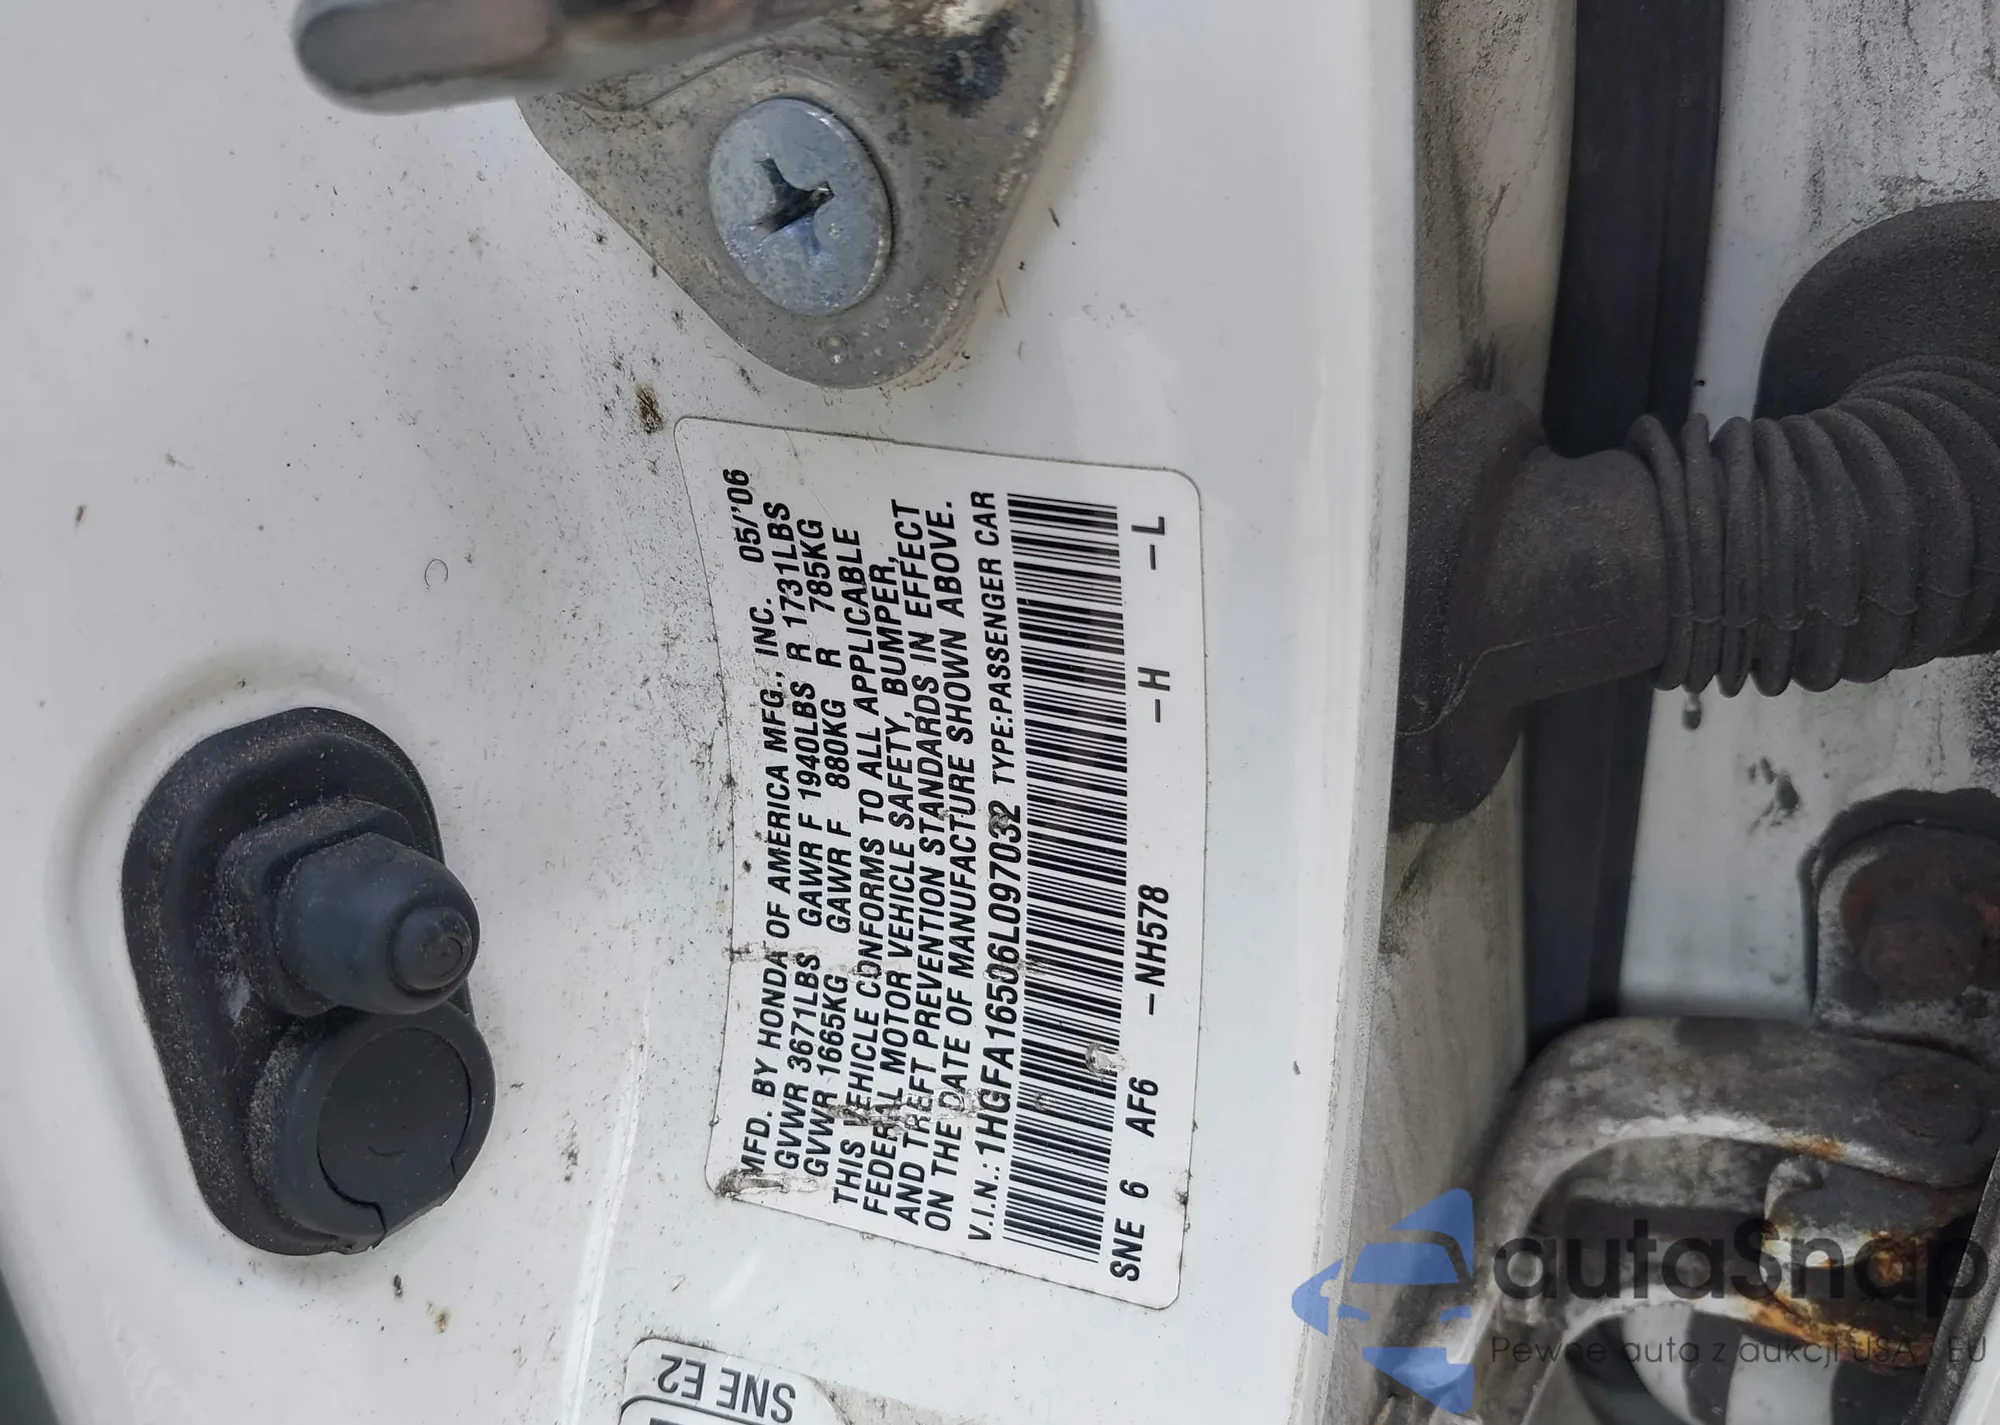 MFD. BY HONDA OF AMERICA MFG., INC. 05/'06
GVWR 3671LBS GAWR F 1940LBS R 1731LBS
GVWR 1665KG GAWR F 880KG R 785KG
THIS VEHICLE CONFORMS TO ALL APPLICABLE
FEDERAL MOTOR VEHICLE SAFETY, BUMPER,
AND THEFT PREVENTION STANDARDS IN EFFECT
ON THE DATE OF MANUFACTURE SHOWN ABOVE.
V.I.N.: 1HGFA16506L097032 TYPE:PASSENGER CAR
SNE 6 AF6 –NH578 –H –L
SNE E2
autaSnap
Pewne auta z aukcji USA i EU